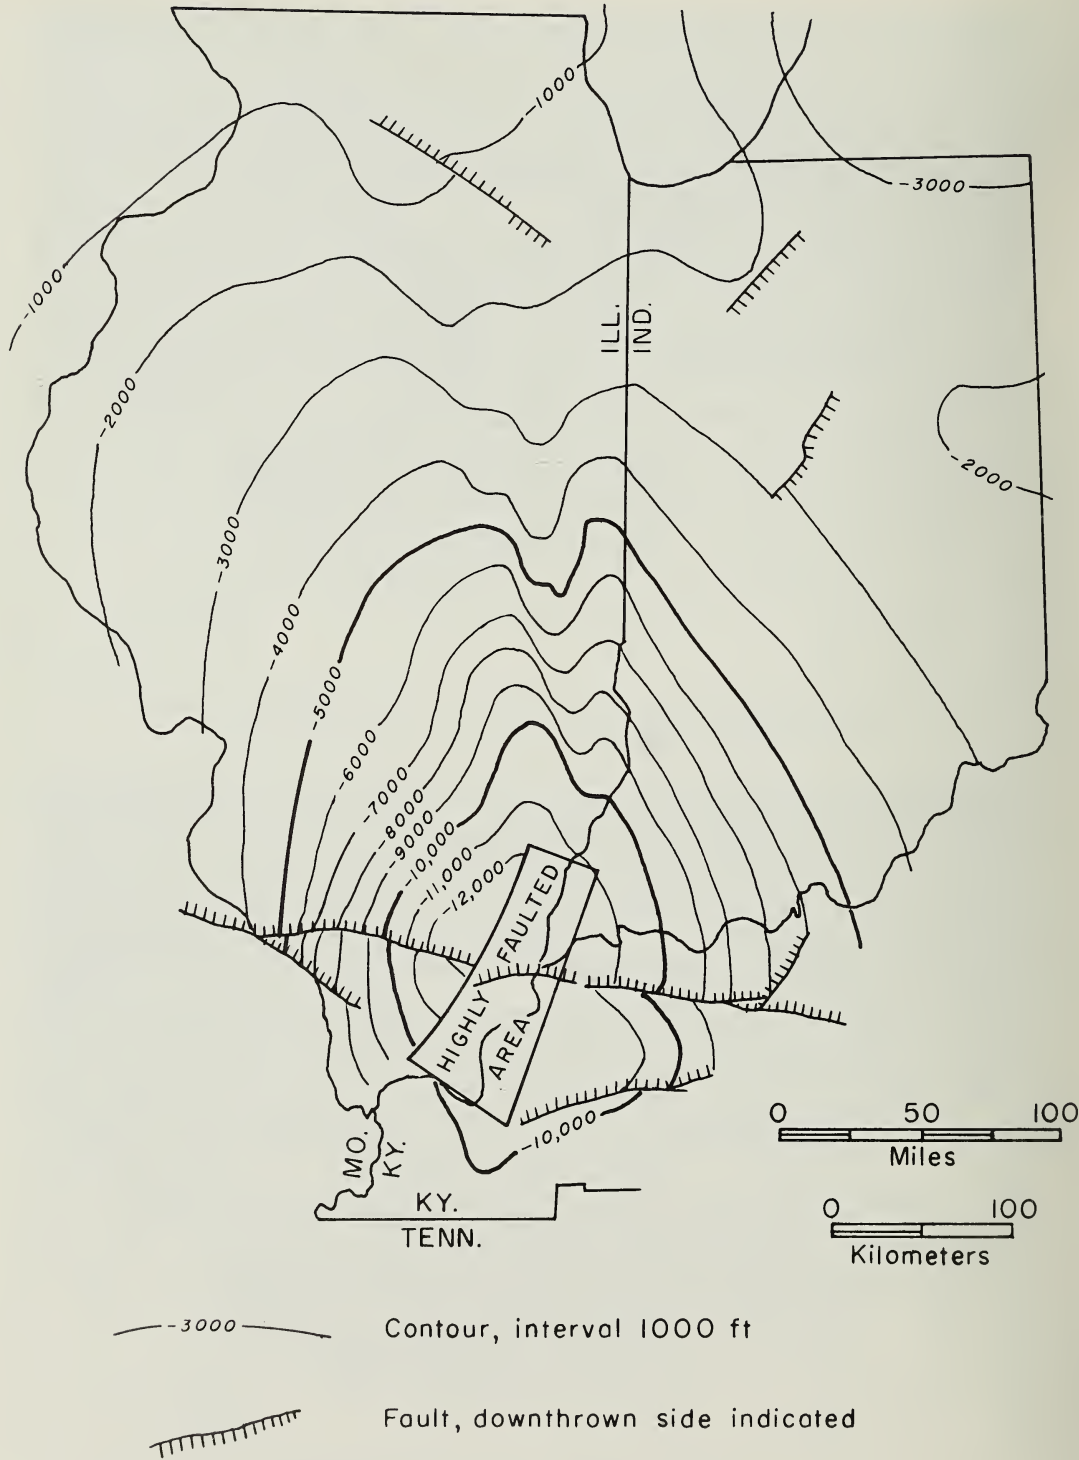 -1000
-3000
-1000
ILL.
IND.
-2000
-2000
-3000
-4000
-5000
-6000
-7000
-8000
-9000
-10,000
-11,000
-12,000
HIGHLY FAULTED
AREA
0 50 100
Miles
-10,000
MO.
KY.
0 100
Kilometers
KY.
TENN.
-3000 Contour, interval 1000 ft
Fault, downthrown side indicated